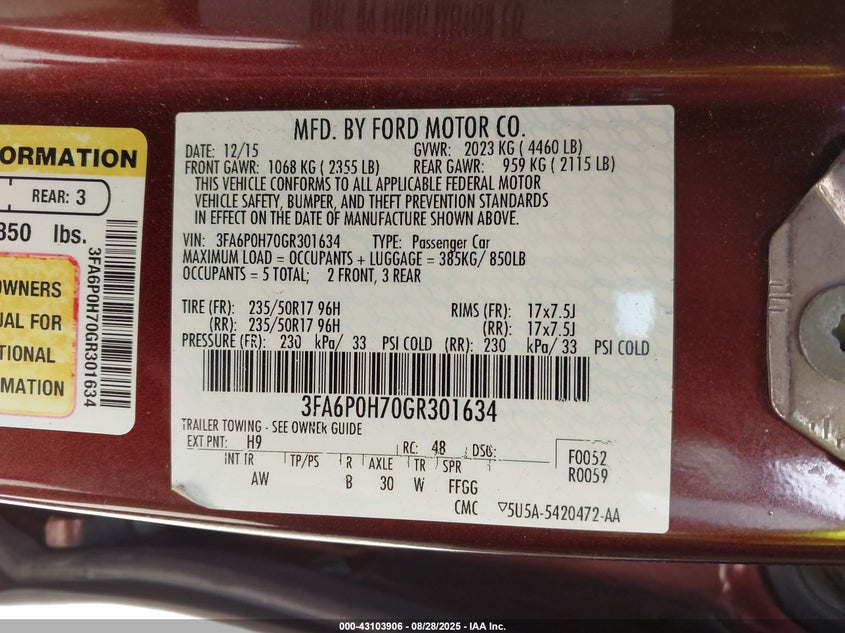 MFD. BY FORD MOTOR CO.
DATE: 12/15 GVWR: 2023 KG ( 4460 LB)
FRONT GAWR: 1068 KG ( 2355 LB) REAR GAWR: 959 KG ( 2115 LB)
THIS VEHICLE CONFORMS TO ALL APPLICABLE FEDERAL MOTOR
VEHICLE SAFETY, BUMPER, AND THEFT PREVENTION STANDARDS
IN EFFECT ON THE DATE OF MANUFACTURE SHOWN ABOVE.
VIN: 3FA6P0H70GR301634 TYPE: Passenger Car
MAXIMUM LOAD = OCCUPANTS + LUGGAGE = 385KG/ 850LB
OCCUPANTS = 5 TOTAL; 2 FRONT, 3 REAR
TIRE (FR): 235/50R17 96H RIMS (FR): 17x7.5J
(RR): 235/50R17 96H (RR): 17x7.5J
PRESSURE (FR): 230 kPa/ 33 PSI COLD (RR): 230 kPa/ 33 PSI COLD
3FA6P0H70GR301634
TRAILER TOWING - SEE OWNER GUIDE
EXT PNT: H9 RC: 48 DSO:
INT TR TP/PS R AXLE TR SPR
AW B 30 W FFGG
F0052
R0059
CMC ▽5U5A-5420472-AA
ORMATION
REAR: 3
850 lbs.
OWNERS
UAL FOR
TIONAL
RMATION
3FA6P0H70GR301634
000-43103906 - 08/28/2025 - IAA Inc.